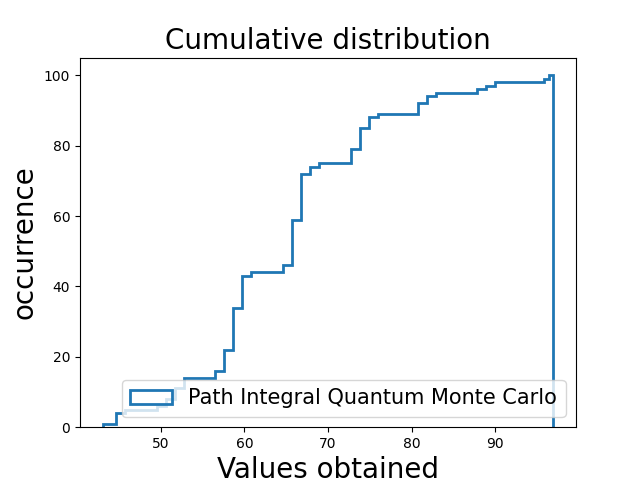 Cumulative distribution
occurrence
100
80
60
40
20
0
Path Integral Quantum Monte Carlo
50 60 70 80 90
Values obtained